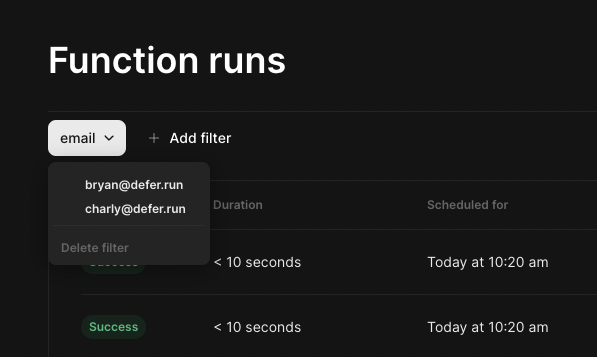 Function runs
email
Add filter
bryan@defer.run
charly@defer.run
Delete filter
Duration
Scheduled for
Success
< 10 seconds
Today at 10:20 am
Success
< 10 seconds
Today at 10:20 am